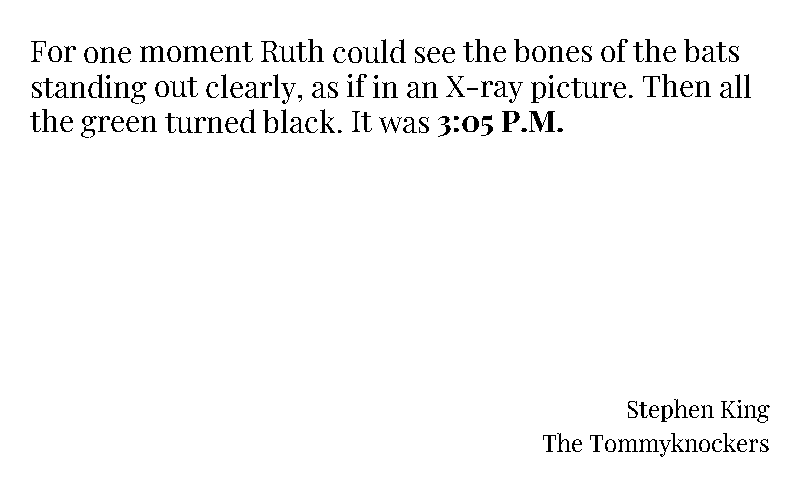 For one moment Ruth could see the bones of the bats
standing out clearly, as if in an X-ray picture. Then all
the green turned black. It was 3:05 P.M.
Stephen King
The Tommyknockers